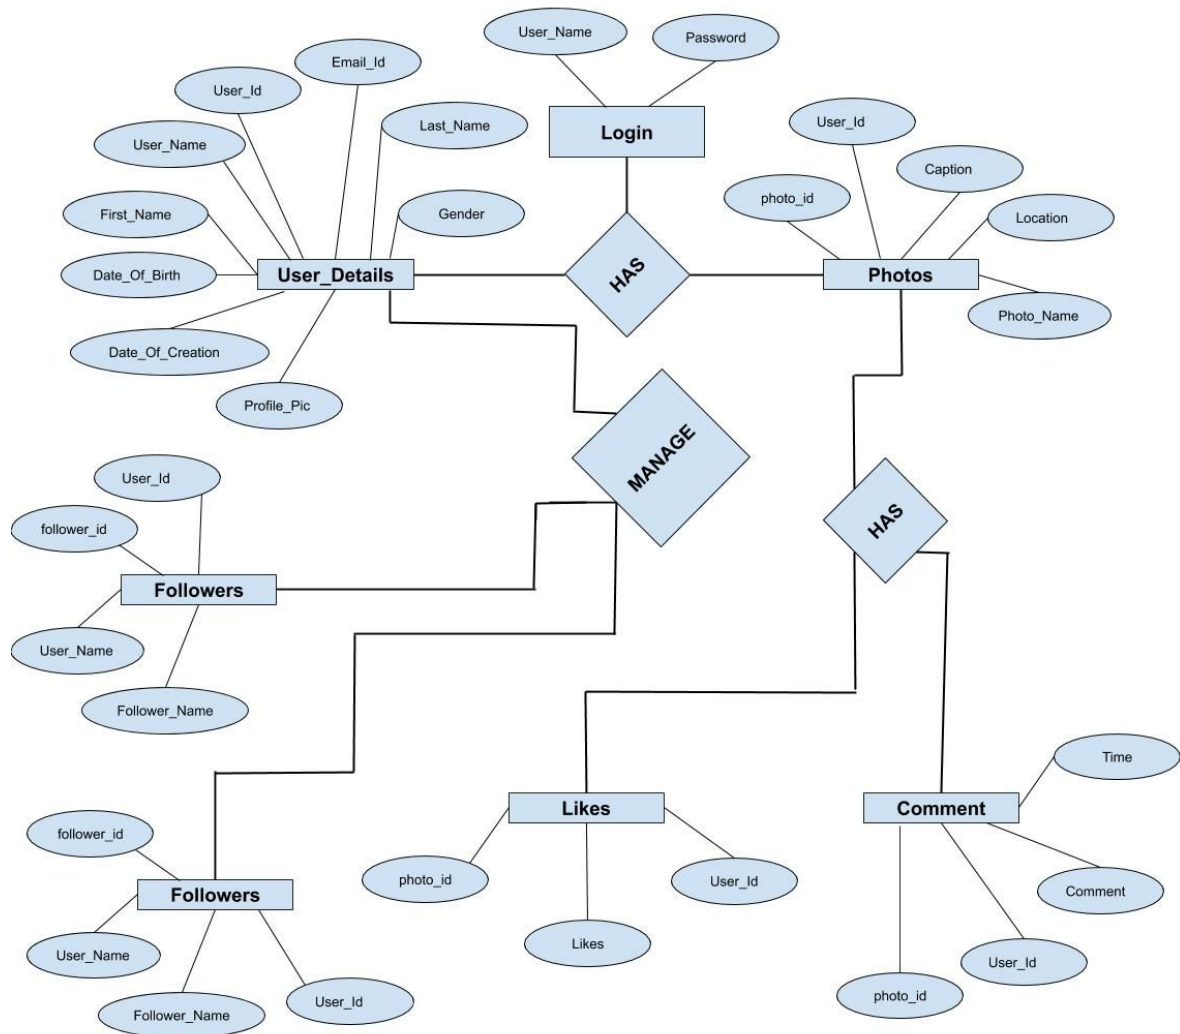 User_Name
Password
Email_Id
User_Id
Last_Name
User_Name
Login
User_Id
Caption
photo_id
Location
First_Name
Gender
Date_Of_Birth
User_Details
HAS
Photos
Photo_Name
Date_Of_Creation
Profile_Pic
MANAGE
User_Id
follower_id
HAS
Followers
User_Name
Follower_Name
Time
Likes
Comment
follower_id
photo_id
User_Id
Comment
Followers
User_Name
Likes
User_Id
photo_id
User_Id
Follower_Name